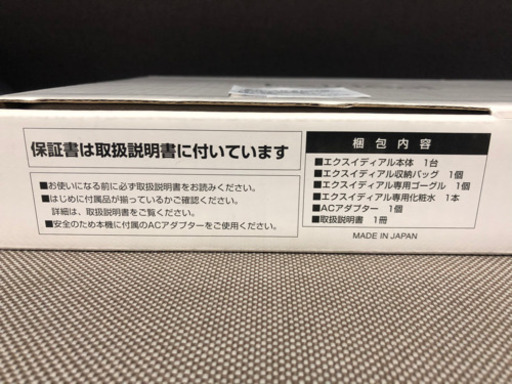 保証書は取扱説明書に付いています
■お使いになる前に必ず取扱説明書をお読みください。
■はじめに付属品が揃っているかご確認ください。
詳細は、取扱説明書をご覧ください。
■安全のため本機に付属のACアダプターをご使用ください。
梱包内容
■エクスイディアル本体 1台
■エクスイディアル収納バッグ 1個
■エクスイディアル専用ゴーグル 1個
■エクスイディアル専用化粧水 1本
■ACアダプター 1個
■取扱説明書 1冊
MADE IN JAPAN